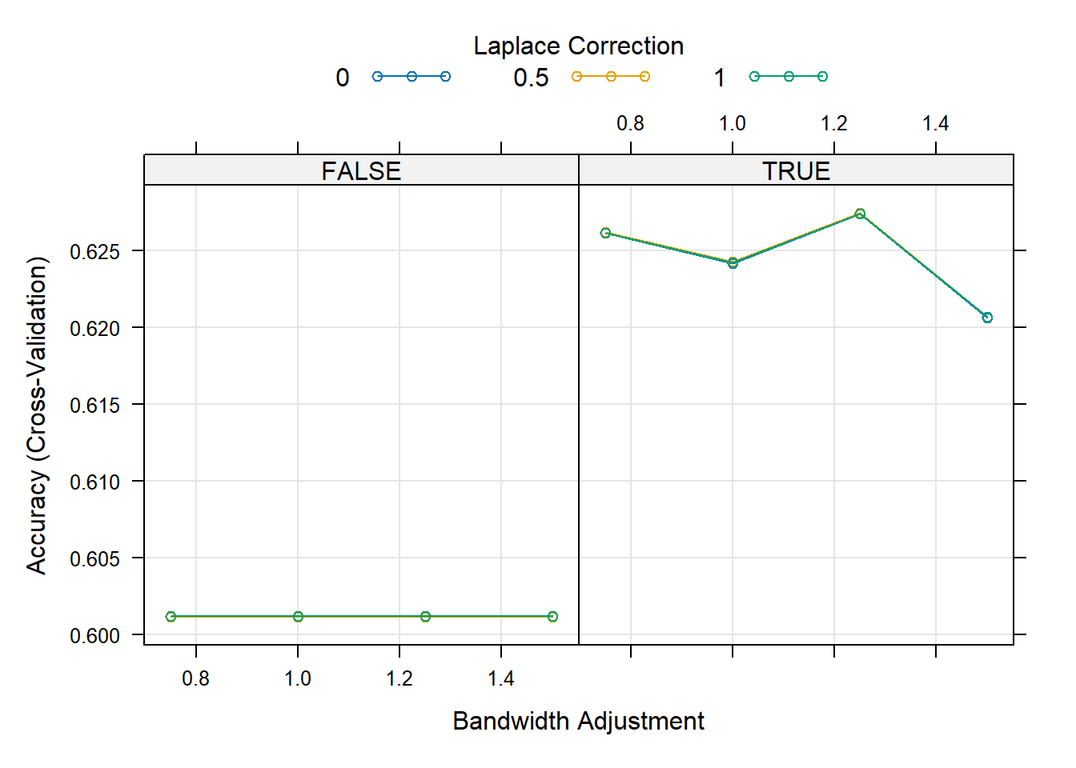 Laplace Correction
0 0.5 1
0.8 1.0 1.2 1.4
FALSE TRUE
Accuracy (Cross-Validation)
0.625
0.620
0.615
0.610
0.605
0.600
0.8 1.0 1.2 1.4
Bandwidth Adjustment